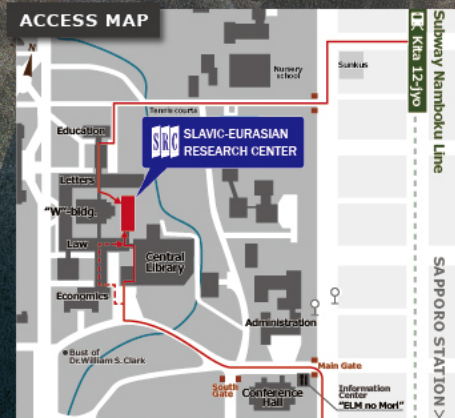 ACCESS MAP
N
Nursery
school
Sunkus
Kita 12-jyo
Subway Namboku Line
Tennis courts
Education
SRC
SLAVIC-EURASIAN
RESEARCH CENTER
Letters
"W"-bldg.
Law
Central
Library
Economics
Administration
SAPPORO STATION >
Bust of
Dr.William S.Clark
Main Gate
South
Gate
Conference
Hall
Information
Center
"ELM no Mori"